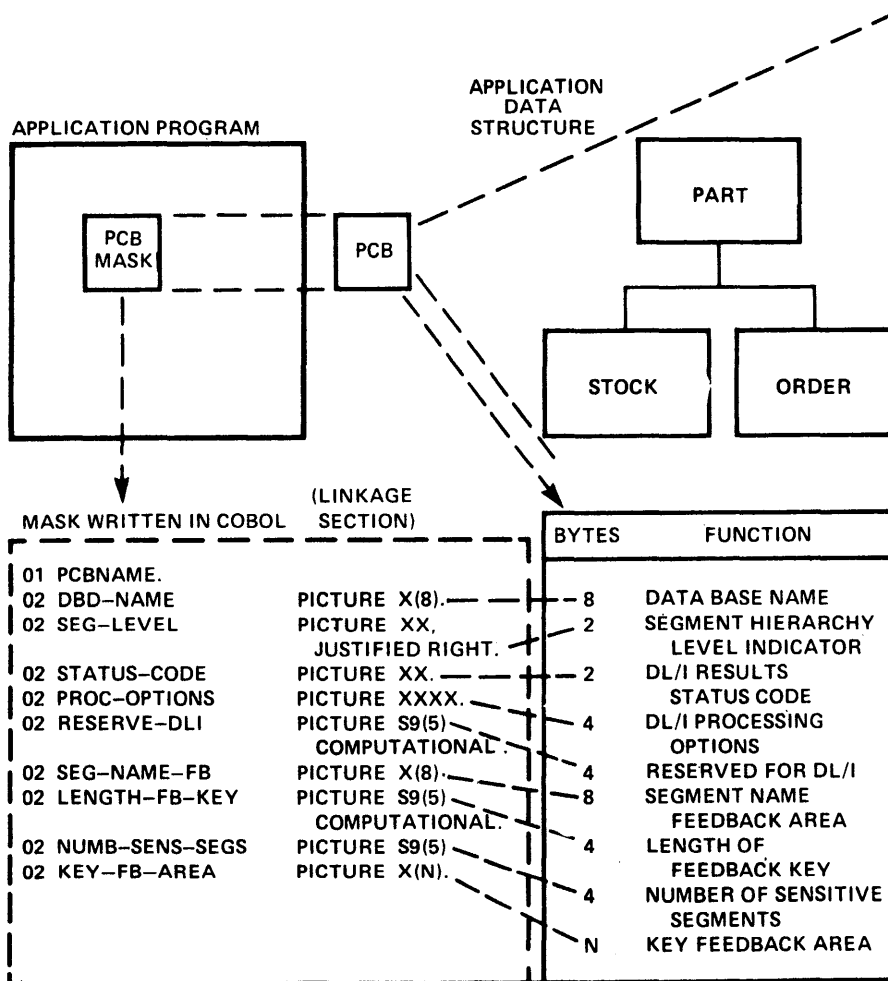 APPLICATION
DATA
STRUCTURE
APPLICATION PROGRAM
PCB
MASK
PCB
PART
STOCK
ORDER
MASK WRITTEN IN COBOL
(LINKAGE
SECTION)
01 PCBNAME.
02 DBD-NAME PICTURE X(8).
02 SEG-LEVEL PICTURE XX,
JUSTIFIED RIGHT.
02 STATUS-CODE PICTURE XX.
02 PROC-OPTIONS PICTURE XXXX.
02 RESERVE-DLI PICTURE S9(5)
COMPUTATIONAL.
02 SEG-NAME-FB PICTURE X(8).
02 LENGTH-FB-KEY PICTURE S9(5)
COMPUTATIONAL.
02 NUMB-SENS-SEGS PICTURE S9(5)
02 KEY-FB-AREA PICTURE X(N).
BYTES FUNCTION
8 DATA BASE NAME
2 SEGMENT HIERARCHY
LEVEL INDICATOR
2 DL/I RESULTS
STATUS CODE
4 DL/I PROCESSING
OPTIONS
4 RESERVED FOR DL/I
8 SEGMENT NAME
FEEDBACK AREA
4 LENGTH OF
FEEDBACK KEY
4 NUMBER OF SENSITIVE
SEGMENTS
N KEY FEEDBACK AREA